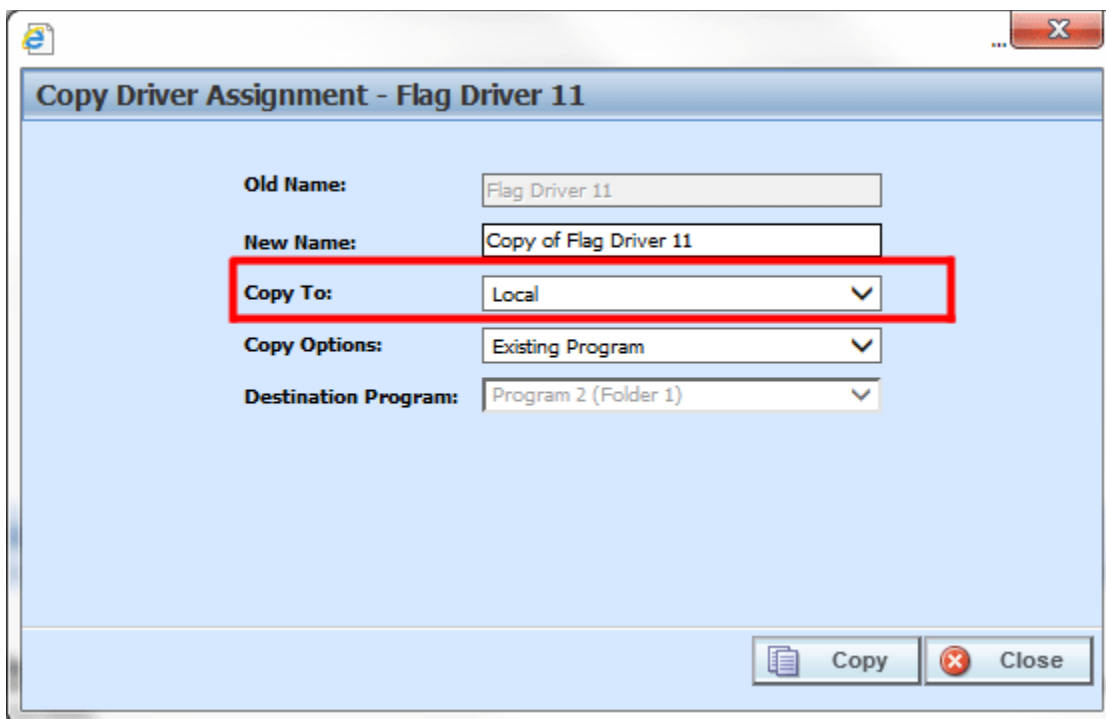 ...
Copy Driver Assignment - Flag Driver 11
Old Name: Flag Driver 11
New Name: Copy of Flag Driver 11
Copy To: Local
Copy Options: Existing Program
Destination Program: Program 2 (Folder 1)
Copy Close